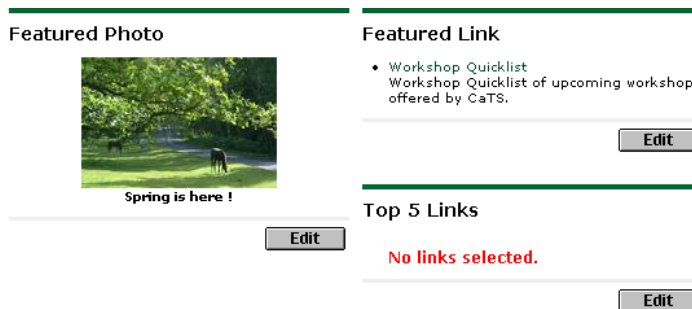 Featured Photo
Spring is here !
Edit
Featured Link
Workshop Quicklist
Workshop Quicklist of upcoming workshop
offered by CaTS.
Edit
Top 5 Links
No links selected.
Edit